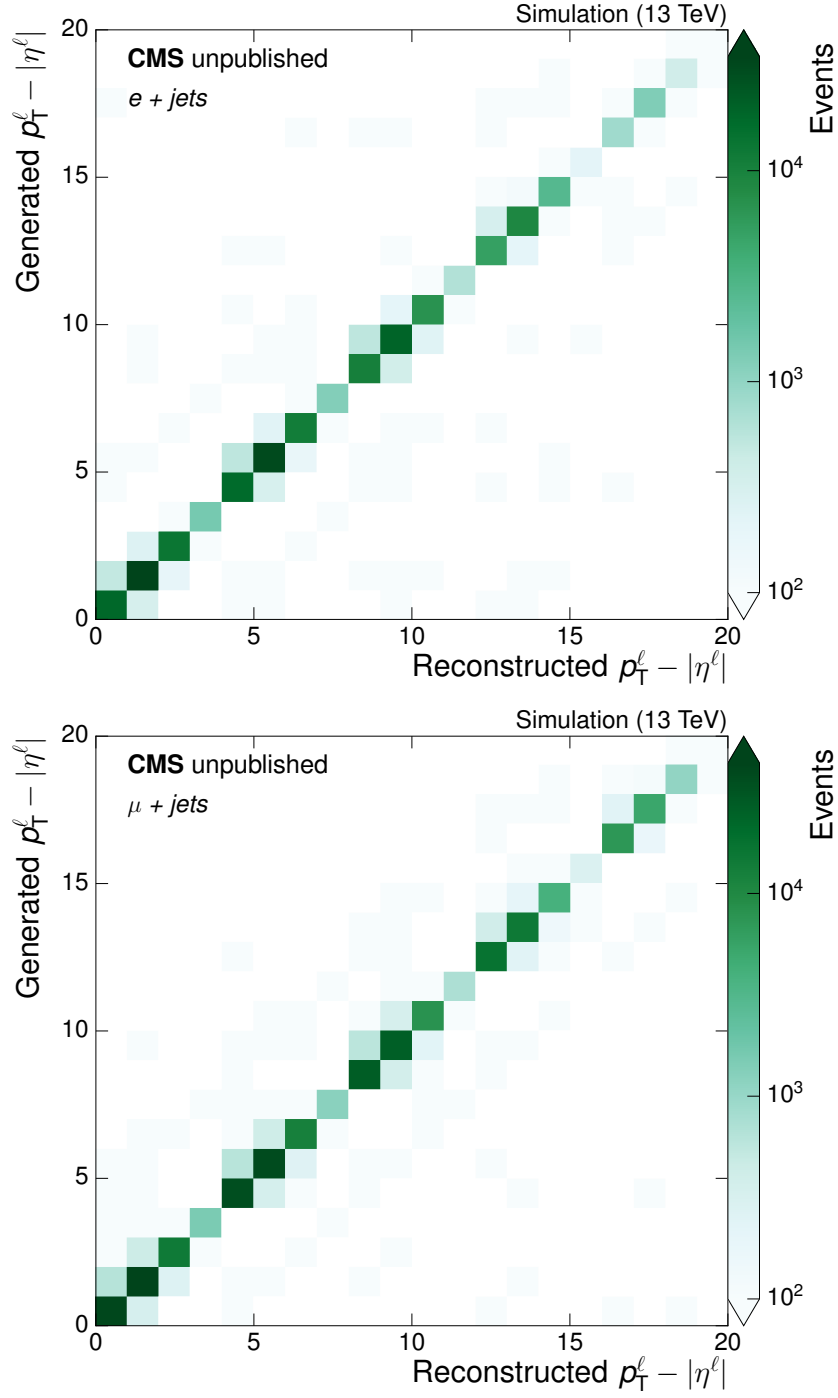 Simulation (13 TeV)
CMS unpublished
e + jets
Generated p_T^ℓ − |η^ℓ|
20
15
10
5
0
0 5 10 15 20
Reconstructed p_T^ℓ − |η^ℓ|
Events
10^4
10^3
10^2
Simulation (13 TeV)
CMS unpublished
μ + jets
Generated p_T^ℓ − |η^ℓ|
20
15
10
5
0
0 5 10 15 20
Reconstructed p_T^ℓ − |η^ℓ|
Events
10^4
10^3
10^2